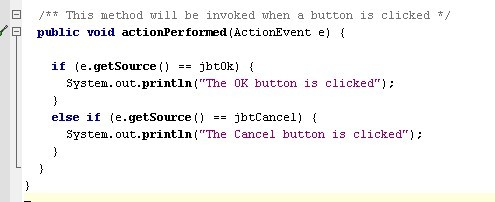 /** This method will be invoked when a button is clicked */
public void actionPerformed(ActionEvent e) {
if (e.getSource() == jbtOk) {
System.out.println("The OK button is clicked");
}
else if (e.getSource() == jbtCancel) {
System.out.println("The Cancel button is clicked");
}
}
}